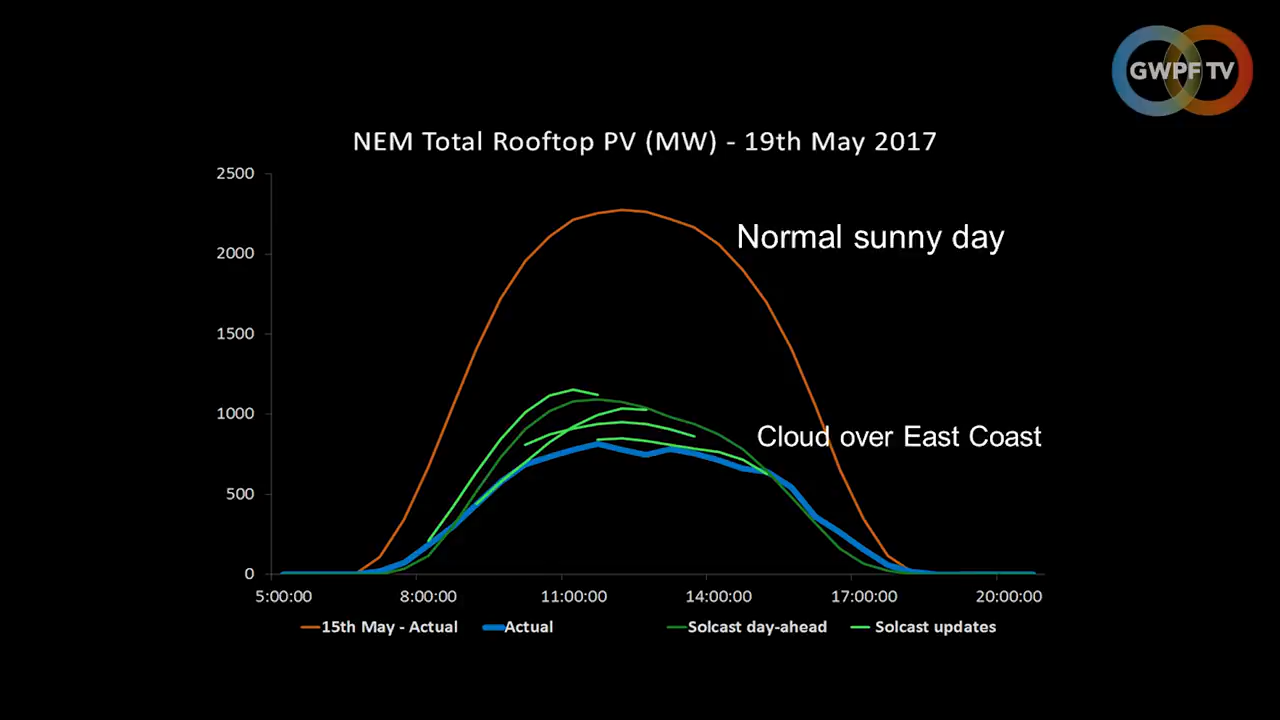 GWPF TV
NEM Total Rooftop PV (MW) - 19th May 2017
2500
Normal sunny day
2000
1500
1000
Cloud over East Coast
500
0
5:00:00 8:00:00 11:00:00 14:00:00 17:00:00 20:00:00
15th May - Actual Actual Solcast day-ahead Solcast updates